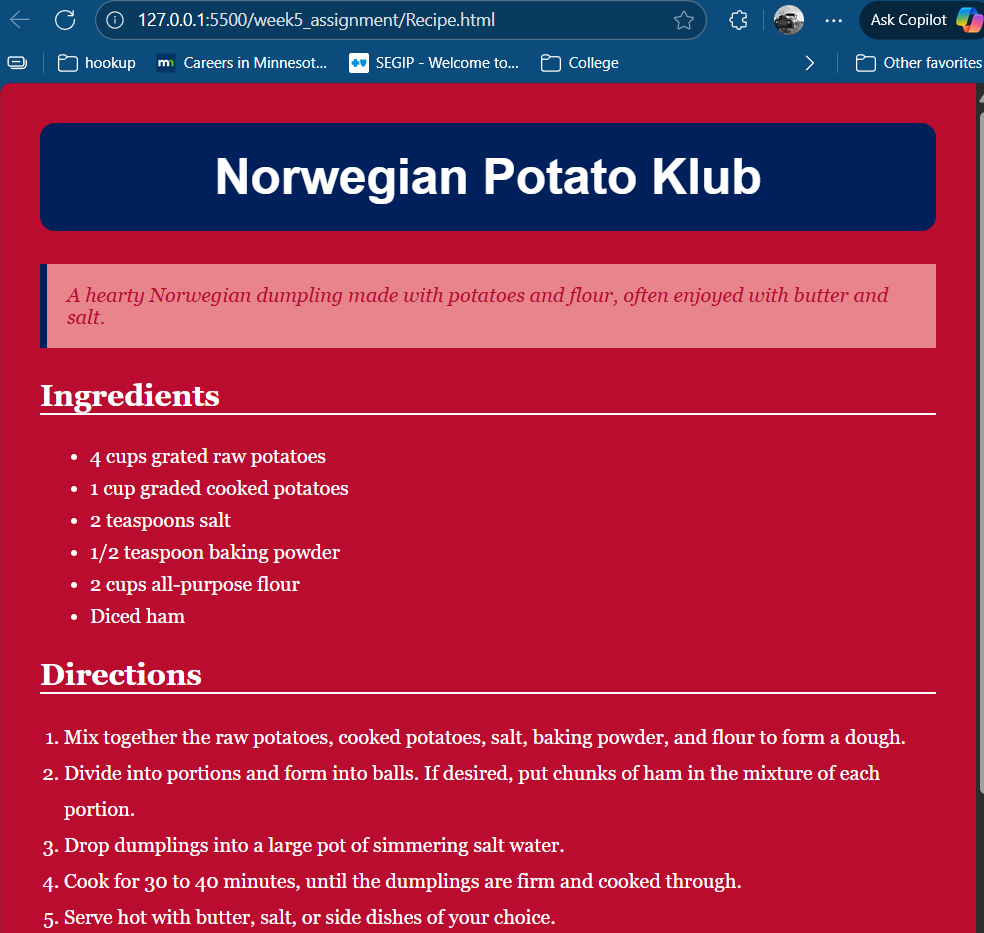 127.0.0.1:5500/week5_assignment/Recipe.html
Ask Copilot
hookup
mn
Careers in Minnesot...
SEGIP - Welcome to...
College
Other favorites
Norwegian Potato Klub
A hearty Norwegian dumpling made with potatoes and flour, often enjoyed with butter and
salt.
Ingredients
• 4 cups grated raw potatoes
• 1 cup graded cooked potatoes
• 2 teaspoons salt
• 1/2 teaspoon baking powder
• 2 cups all-purpose flour
• Diced ham
Directions
1. Mix together the raw potatoes, cooked potatoes, salt, baking powder, and flour to form a dough.
2. Divide into portions and form into balls. If desired, put chunks of ham in the mixture of each
portion.
3. Drop dumplings into a large pot of simmering salt water.
4. Cook for 30 to 40 minutes, until the dumplings are firm and cooked through.
5. Serve hot with butter, salt, or side dishes of your choice.